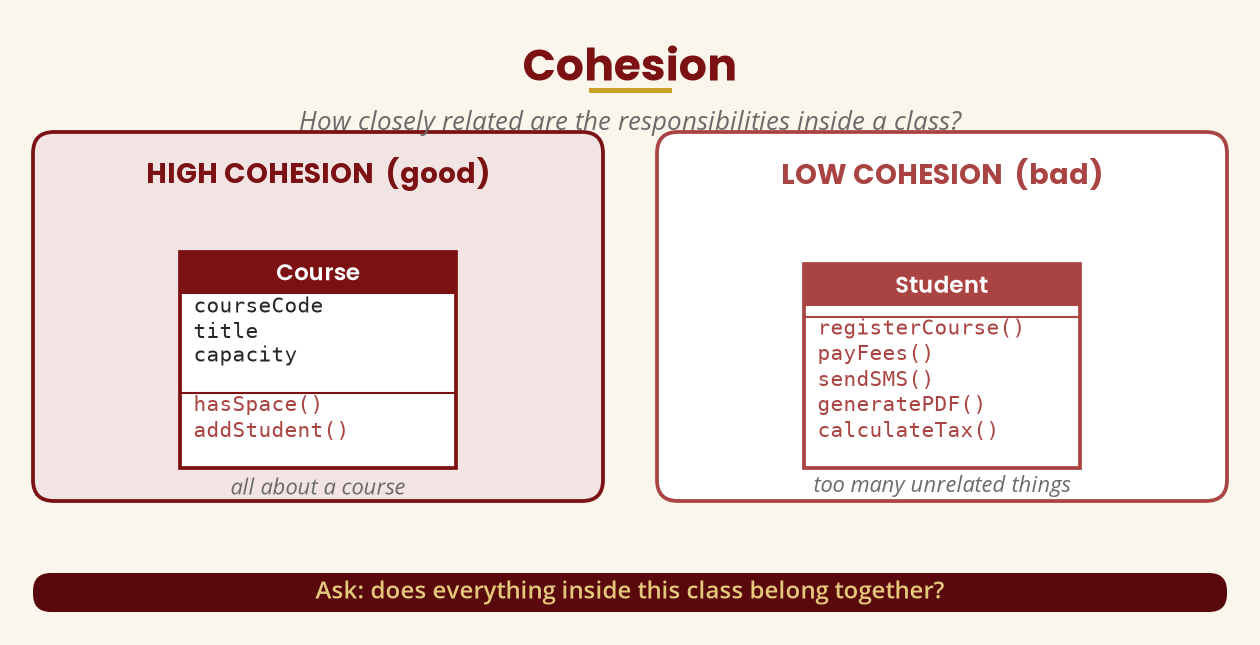 Cohesion
How closely related are the responsibilities inside a class?
HIGH COHESION (good)
Course
courseCode
title
capacity
hasSpace()
addStudent()
all about a course
LOW COHESION (bad)
Student
registerCourse()
payFees()
sendSMS()
generatePDF()
calculateTax()
too many unrelated things
Ask: does everything inside this class belong together?